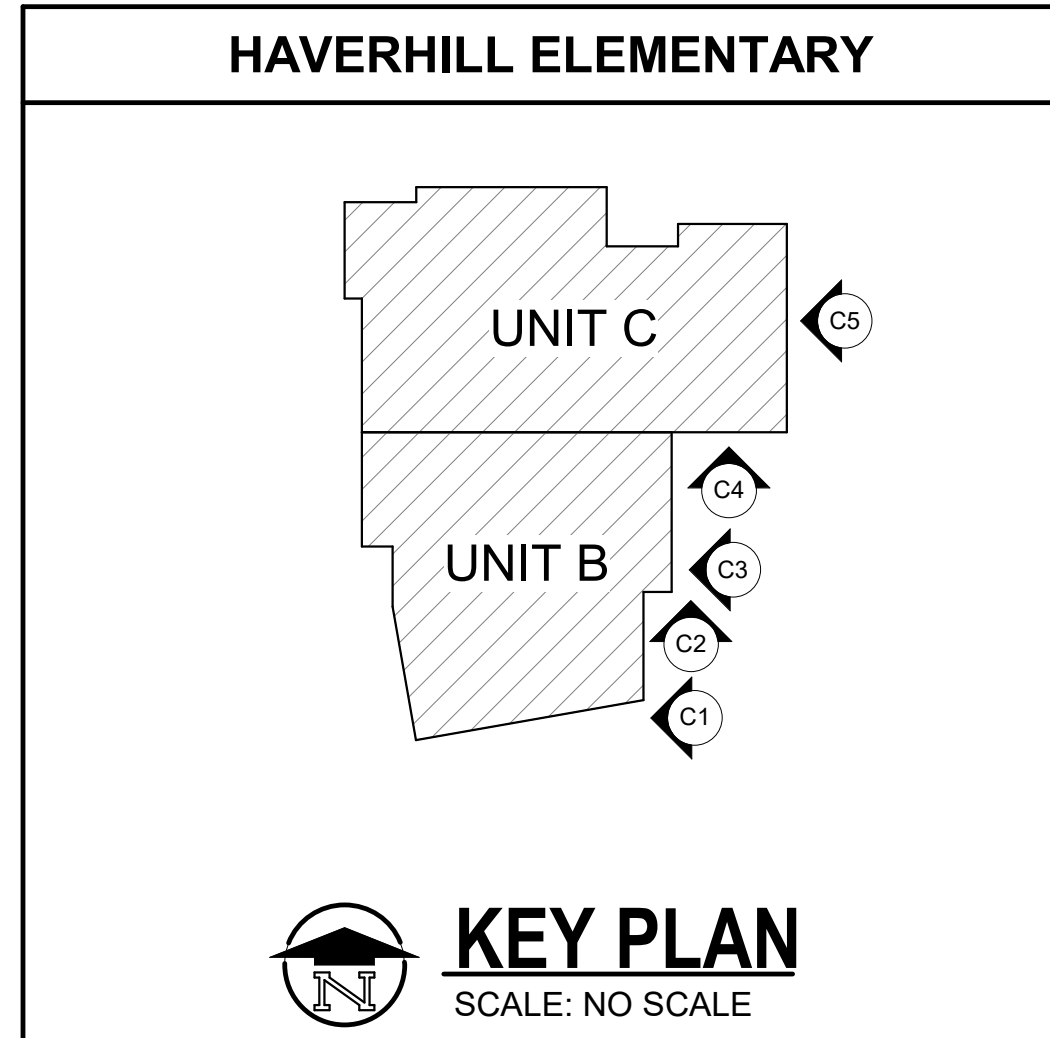 HAVERHILL ELEMENTARY
UNIT C
C5
C4
UNIT B
C3
C2
C1
N
KEY PLAN
SCALE: NO SCALE